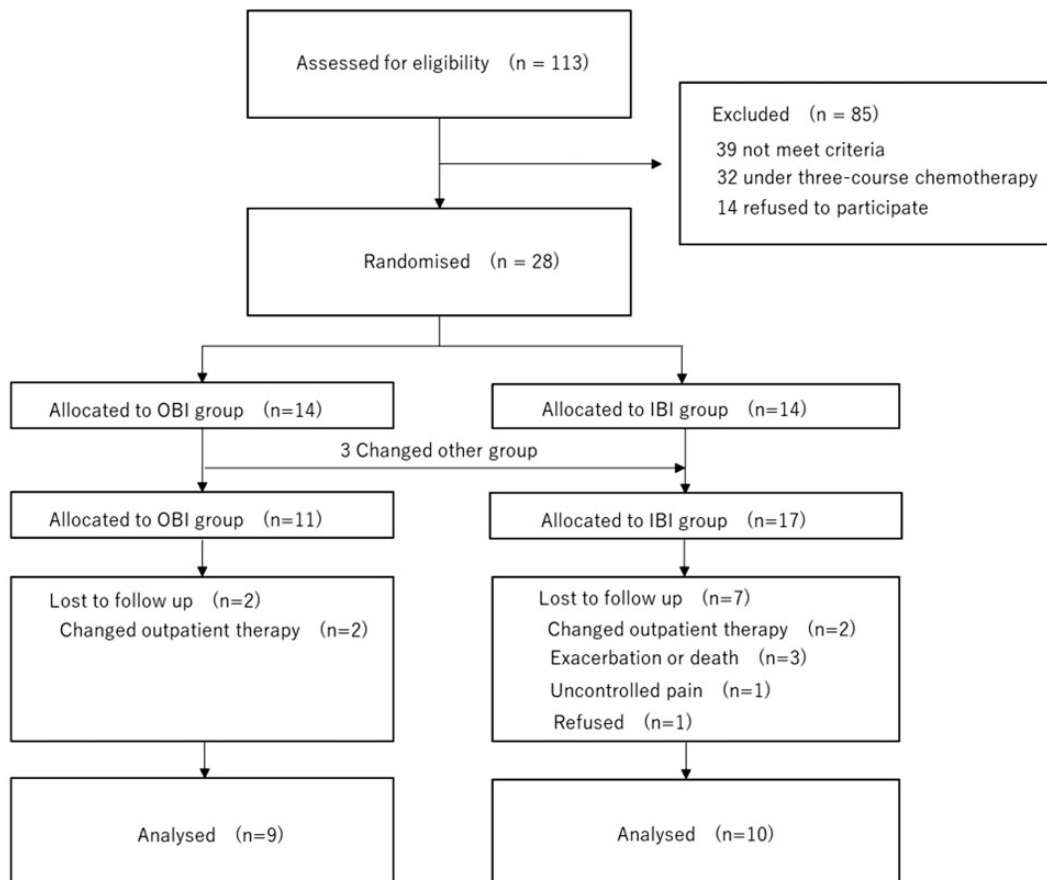 Assessed for eligibility (n = 113)
Excluded (n = 85)
39 not meet criteria
32 under three-course chemotherapy
14 refused to participate
Randomised (n = 28)
Allocated to OBI group (n=14)
Allocated to IBI group (n=14)
3 Changed other group
Allocated to OBI group (n=11)
Allocated to IBI group (n=17)
Lost to follow up (n=2)
Changed outpatient therapy (n=2)
Lost to follow up (n=7)
Changed outpatient therapy (n=2)
Exacerbation or death (n=3)
Uncontrolled pain (n=1)
Refused (n=1)
Analysed (n=9)
Analysed (n=10)